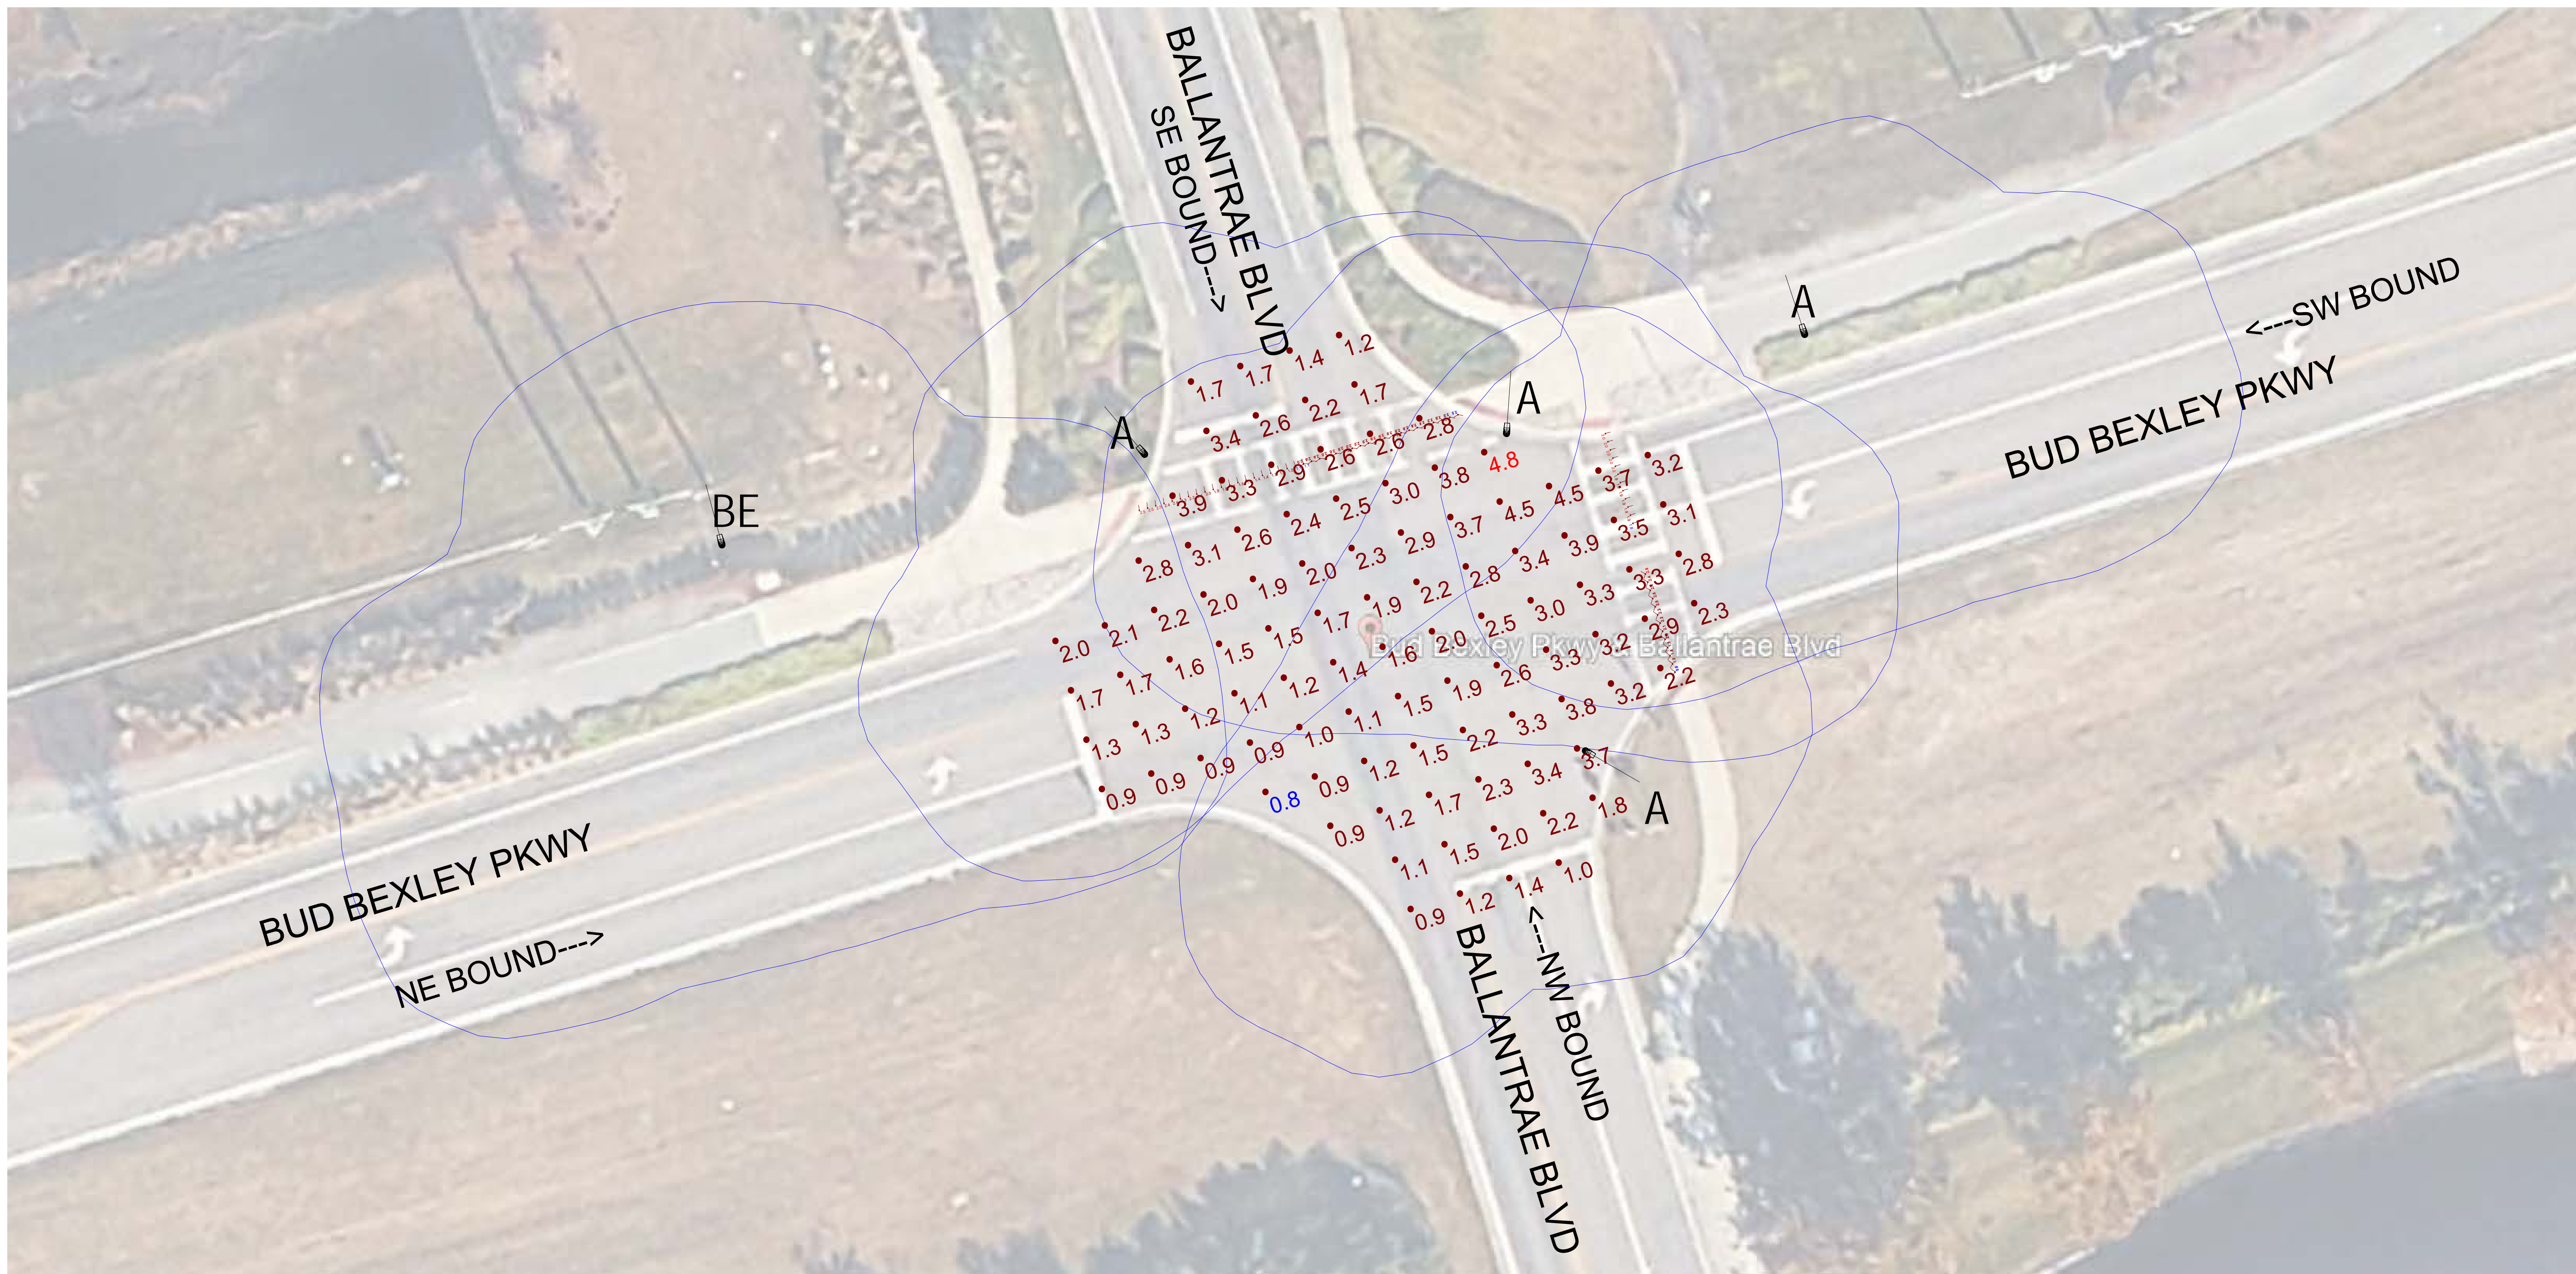 BALLANTRAE BLVD
SE BOUND---->
<----SW BOUND
BUD BEXLEY PKWY
A
A
A
BE
1.7 1.7 1.4 1.2
3.4 2.6 2.2 1.7
3.9 3.3 2.9 2.6 2.6 2.8
2.8 3.1 2.6 2.4 2.5 3.0 3.8 4.8
2.0 2.1 2.2 2.0 1.9 2.0 2.3 2.9 3.7 4.5 4.5 3.7 3.2
1.7 1.7 1.6 1.5 1.5 1.7 1.9 2.2 2.8 3.4 3.9 3.5 3.1
1.3 1.3 1.2 1.1 1.2 1.4 1.6 2.0 2.5 3.0 3.3 3.3 2.8
0.9 0.9 0.9 0.9 1.0 1.1 1.5 1.9 2.6 3.3 3.2 2.9 2.3
0.8 0.9 1.2 1.5 2.2 3.3 3.8 3.2 2.2
0.9 1.2 1.7 2.3 3.4 3.7
1.1 1.5 2.0 2.2 1.8
0.9 1.2 1.4 1.0
Bud Bexley Pkwy & Ballantrae Blvd
A
BUD BEXLEY PKWY
NE BOUND--->
<----NW BOUND
BALLANTRAE BLVD